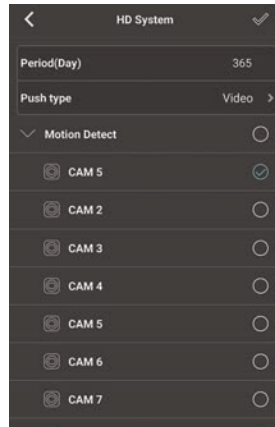 HD System
Period(Day) 365
Push type Video
Motion Detect
CAM 5
CAM 2
CAM 3
CAM 4
CAM 5
CAM 6
CAM 7